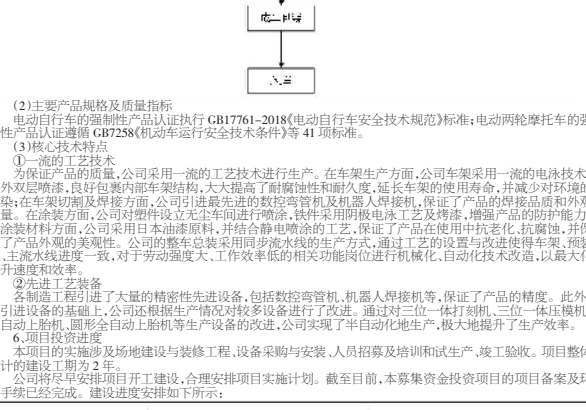 (2)主要产品规格及质量指标
电动自行车的强制性产品认证执行 GB17761-2018《电动自行车安全技术规范》标准;电动两轮摩托车的强
性产品认证遵循 GB7258《机动车运行安全技术条件》等 41 项标准。
(3)核心技术特点
①一流的工艺技术
为保证产品的质量,公司采用一流的工艺技术进行生产。在车架生产方面,公司车架采用一流的电泳技术
外双层喷漆,良好包裹内部车架结构,大大提高了耐腐蚀性和耐久度,延长车架的使用寿命,并减少对环境的
染;在车架切割及焊接方面,公司引进最先进的数控弯管机及机器人焊接机,保证了产品的焊接品质和外观
量。在涂装方面,公司对塑件设立无尘车间进行喷涂,铁件采用阴极电泳工艺及烤漆,增强产品的防护能力
涂装材料方面,公司采用日本油漆原料,并结合静电喷涂的工艺,保证了产品在使用中抗老化、抗腐蚀,并保
了产品外观的美观性。公司的整车总装采用同步流水线的生产方式,通过工艺的设置与改进使得车架、预装
、主流水线进度一致,对于劳动强度大、工作效率低的相关功能岗位进行机械化、自动化技术改造,以最大化
升速度和效率。
②先进工艺装备
各制造工程引进了大量的精密性先进设备,包括数控弯管机、机器人焊接机等,保证了产品的精度。此外
引进设备的基础上,公司还根据生产情况对较多设备进行了改进。通过对三位一体打刻机、三位一体压模机
自动上胎机、圆形全自动上胎机等生产设备的改进,公司实现了半自动化地生产,极大地提升了生产效率。
6、项目投资进度
本项目的实施涉及场地建设与装修工程、设备采购与安装、人员招募及培训和试生产、竣工验收。项目整体
计的建设工期为 2 年。
公司将尽早安排项目开工建设,合理安排项目实施计划。截至目前,本募集资金投资项目的项目备案及环
手续已经完成。建设进度安排如下所示: